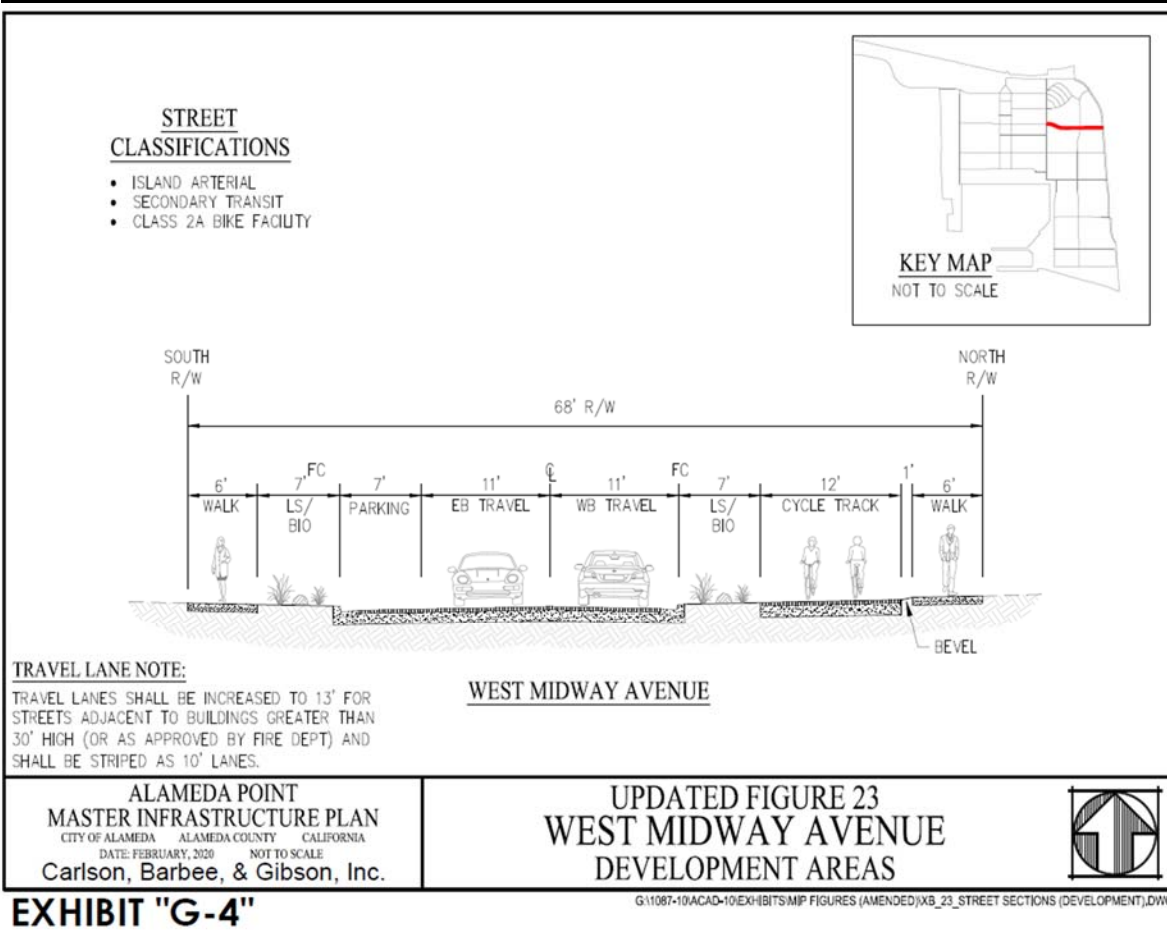 STREET
CLASSIFICATIONS
• ISLAND ARTERIAL
• SECONDARY TRANSIT
• CLASS 2A BIKE FACILITY
KEY MAP
NOT TO SCALE
SOUTH
R/W
NORTH
R/W
68' R/W
6'
WALK
7'
LS/
BIO
FC
7'
PARKING
11'
EB TRAVEL
℄
11'
WB TRAVEL
FC
7'
LS/
BIO
12'
CYCLE TRACK
1'
6'
WALK
BEVEL
TRAVEL LANE NOTE:
TRAVEL LANES SHALL BE INCREASED TO 13' FOR
STREETS ADJACENT TO BUILDINGS GREATER THAN
30' HIGH (OR AS APPROVED BY FIRE DEPT) AND
SHALL BE STRIPED AS 10' LANES.
WEST MIDWAY AVENUE
ALAMEDA POINT
MASTER INFRASTRUCTURE PLAN
CITY OF ALAMEDA ALAMEDA COUNTY CALIFORNIA
DATE: FEBRUARY, 2020 NOT TO SCALE
Carlson, Barbee, & Gibson, Inc.
UPDATED FIGURE 23
WEST MIDWAY AVENUE
DEVELOPMENT AREAS
EXHIBIT "G-4"
G:\1087-10\ACAD-10\EXHIBITS\MIP FIGURES (AMENDED)\XB_23_STREET SECTIONS (DEVELOPMENT).DW